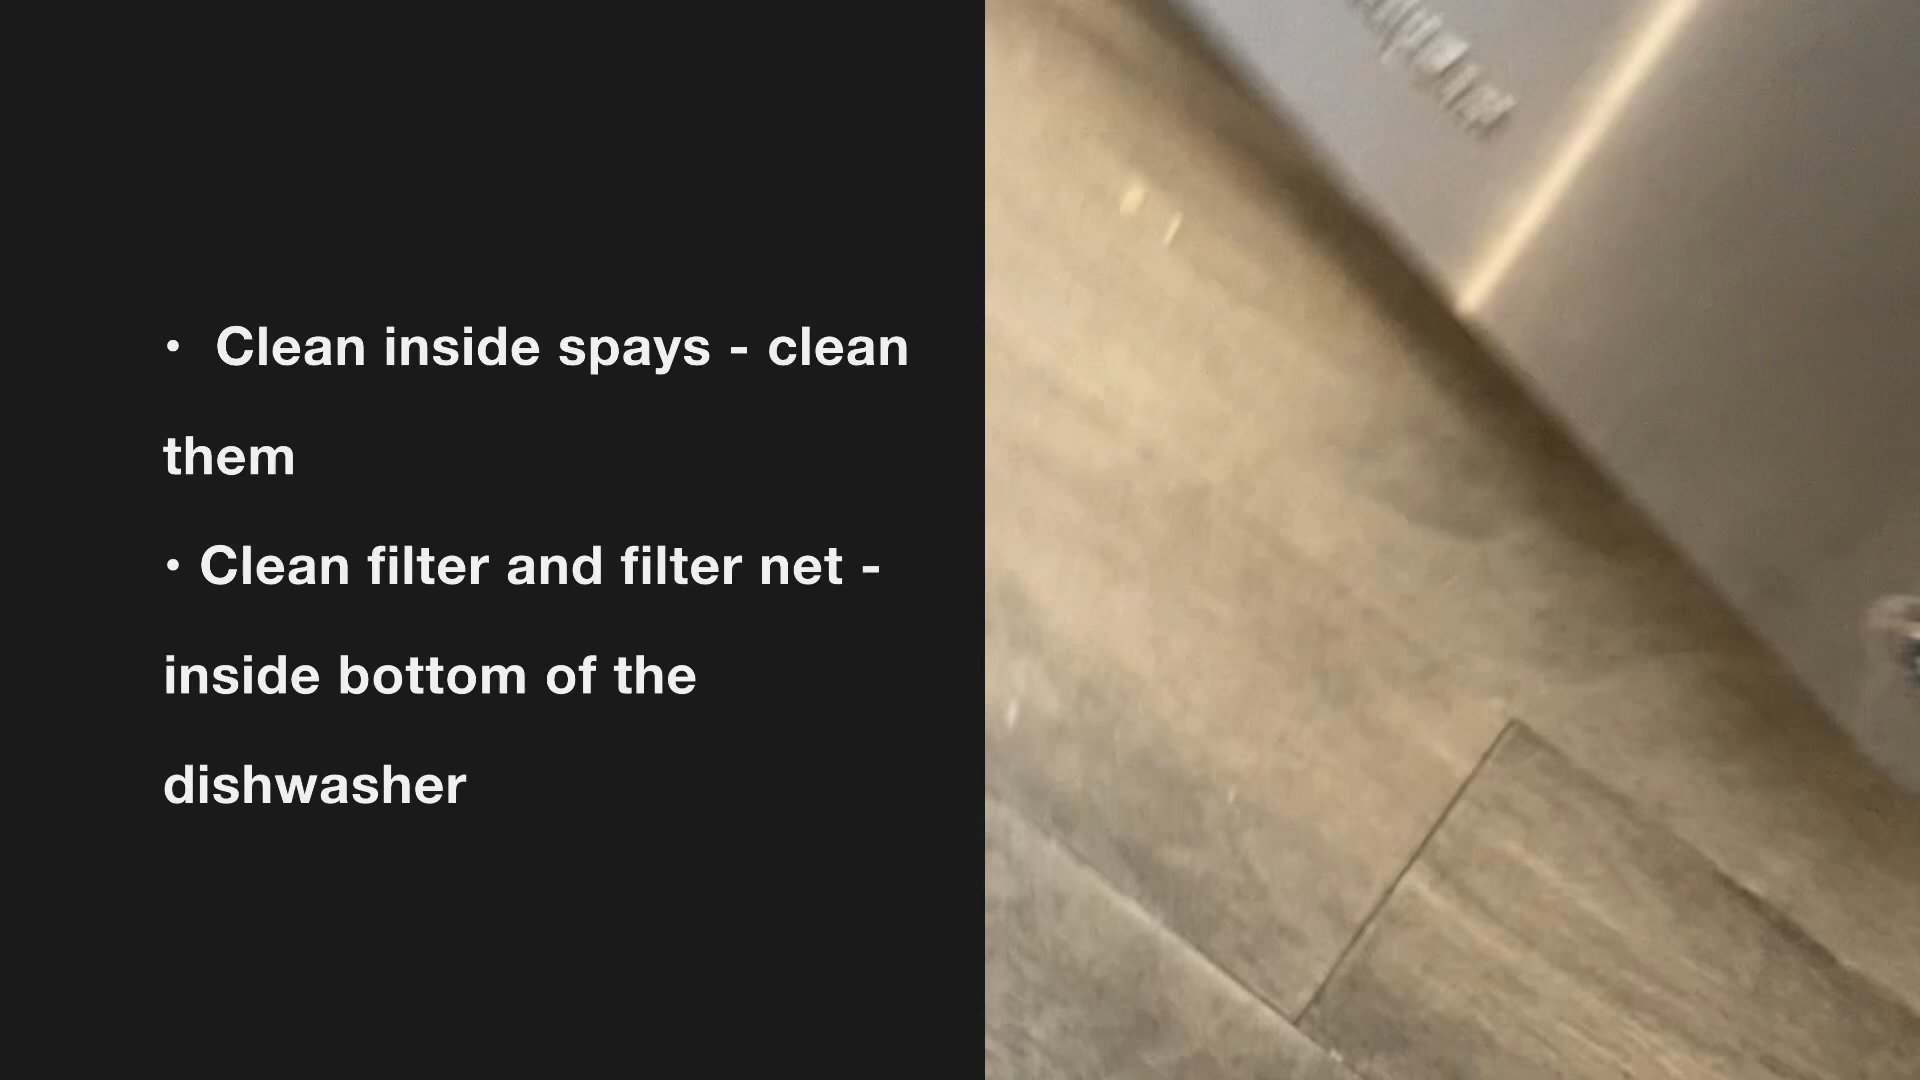 • Clean inside spays - clean
them
• Clean filter and filter net -
inside bottom of the
dishwasher